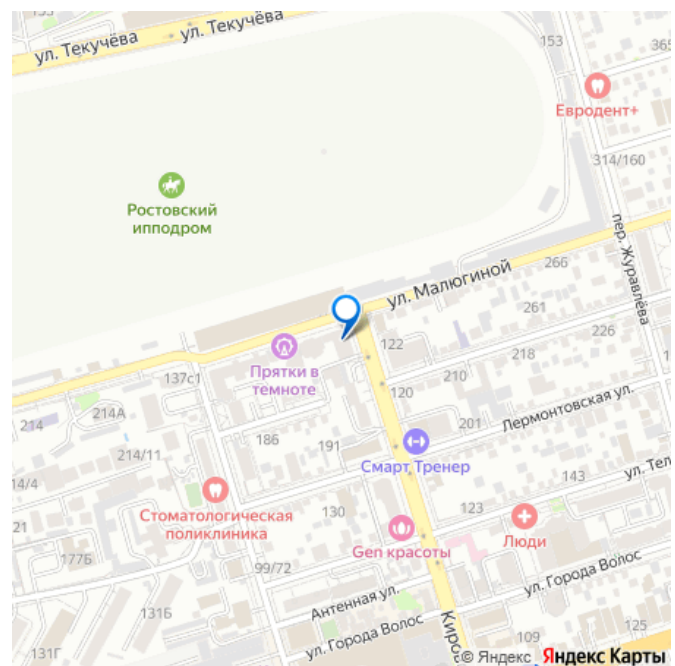 ул. Текучёва
ул. Текучёва
153
365
Евродент+
314/160
Ростовский
ипподром
пер. Журавлёва
ул. Малюгиной
266
261
226
122
218
Прятки в
темноте
137с1
210
120
214А
214
201
Лермонтовская ул.
186
191
214/11
Смарт Тренер
143
ул. Тел
14/4
Стоматологическая
поликлиника
130
123
21
Люди
Gen красоты
177Б
99/72
ул. Города Волос
Антенная ул.
131Б
ул. Города Волос
Киров
109
125
131Г
© Яндекс Яндекс Карты